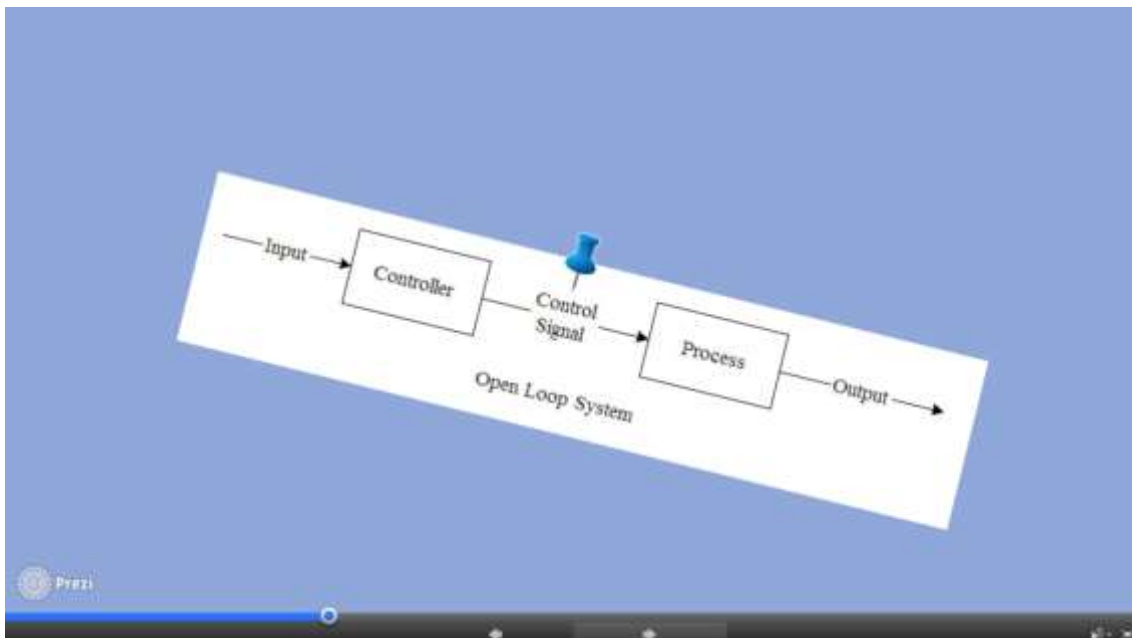 Input
Controller
Control
Signal
Process
Output
Open Loop System
Prezi